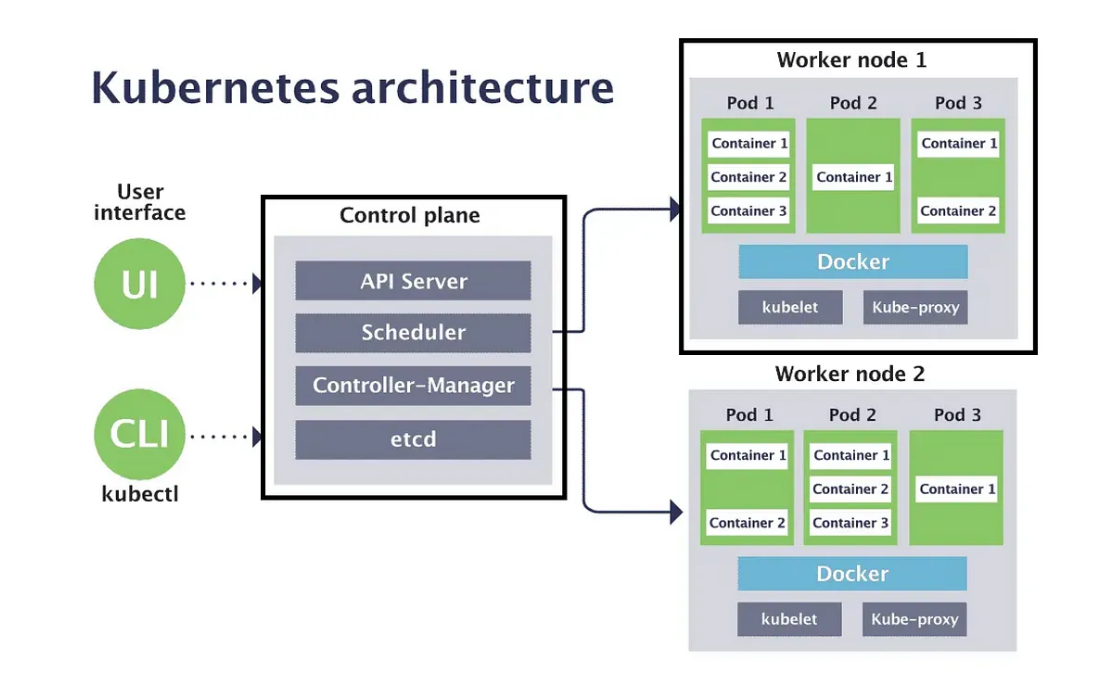 Kubernetes architecture
User
interface
UI
CLI
kubectl
Control plane
API Server
Scheduler
Controller-Manager
etcd
Worker node 1
Pod 1
Pod 2
Pod 3
Container 1
Container 2
Container 3
Container 1
Container 1
Container 2
Docker
kubelet
Kube-proxy
Worker node 2
Pod 1
Pod 2
Pod 3
Container 1
Container 2
Container 1
Container 2
Container 3
Container 1
Docker
kubelet
Kube-proxy